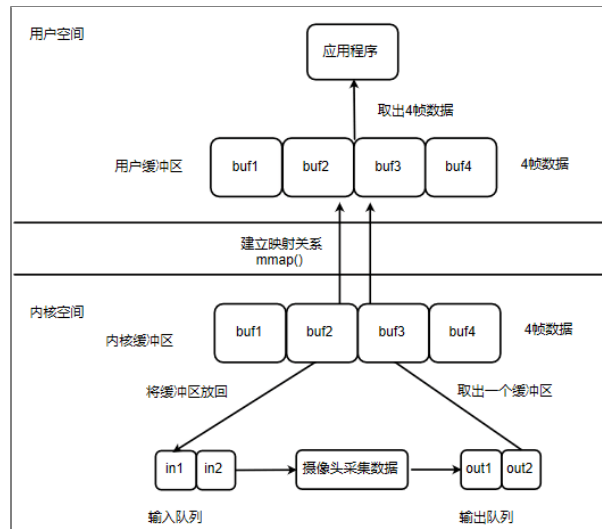 用户空间
应用程序
取出4帧数据
用户缓冲区
buf1 buf2 buf3 buf4
4帧数据
建立映射关系
mmap()
内核空间
内核缓冲区
buf1 buf2 buf3 buf4
4帧数据
将缓冲区放回
取出一个缓冲区
in1 in2
摄像头采集数据
out1 out2
输入队列
输出队列